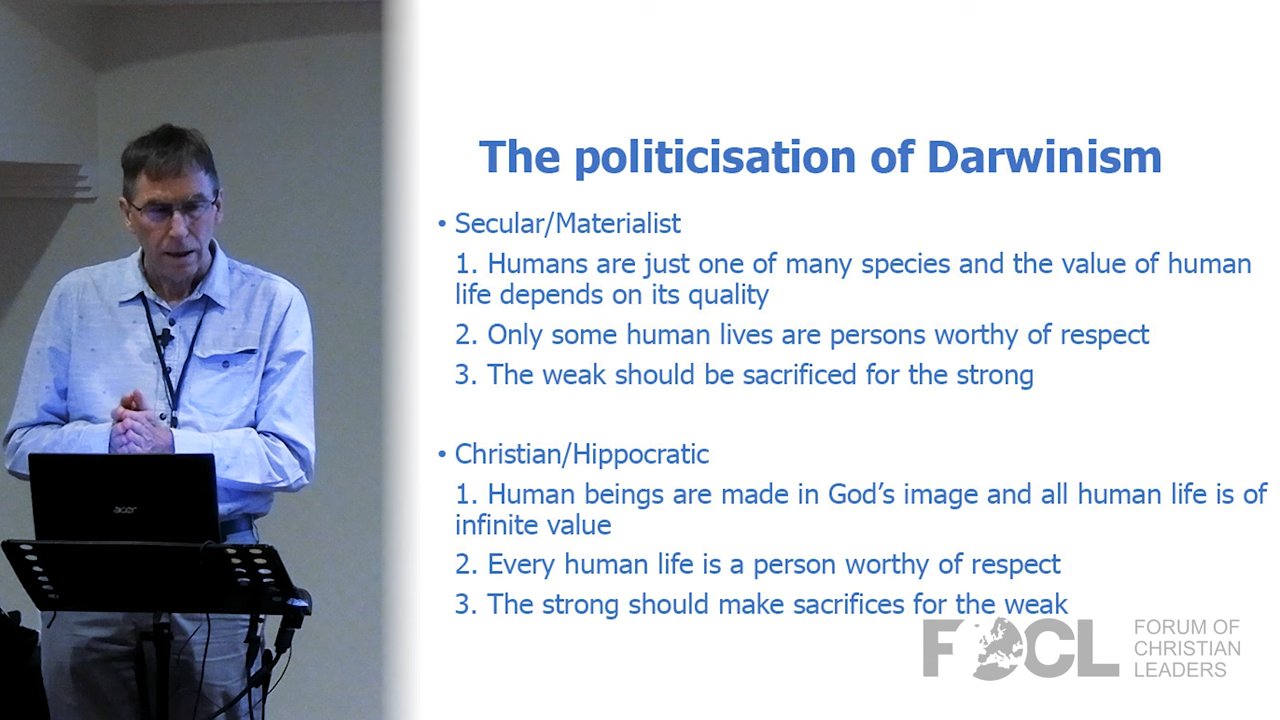 The politicisation of Darwinism
• Secular/Materialist
1. Humans are just one of many species and the value of human
life depends on its quality
2. Only some human lives are persons worthy of respect
3. The weak should be sacrificed for the strong
• Christian/Hippocratic
1. Human beings are made in God's image and all human life is of
infinite value
2. Every human life is a person worthy of respect
3. The strong should make sacrifices for the weak
FOCL
FORUM OF
CHRISTIAN
LEADERS
acer